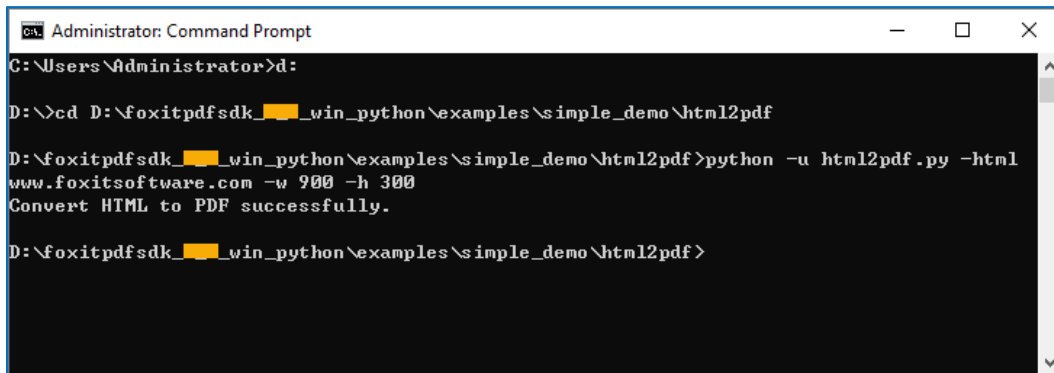 Administrator: Command Prompt
C:\Users\Administrator>d:
D:\>cd D:\foxitpdfsdk_ _win_python\examples\simple_demo\html2pdf
D:\foxitpdfsdk_ _win_python\examples\simple_demo\html2pdf>python -u html2pdf.py -html
www.foxitsoftware.com -w 900 -h 300
Convert HTML to PDF successfully.
D:\foxitpdfsdk_ _win_python\examples\simple_demo\html2pdf>